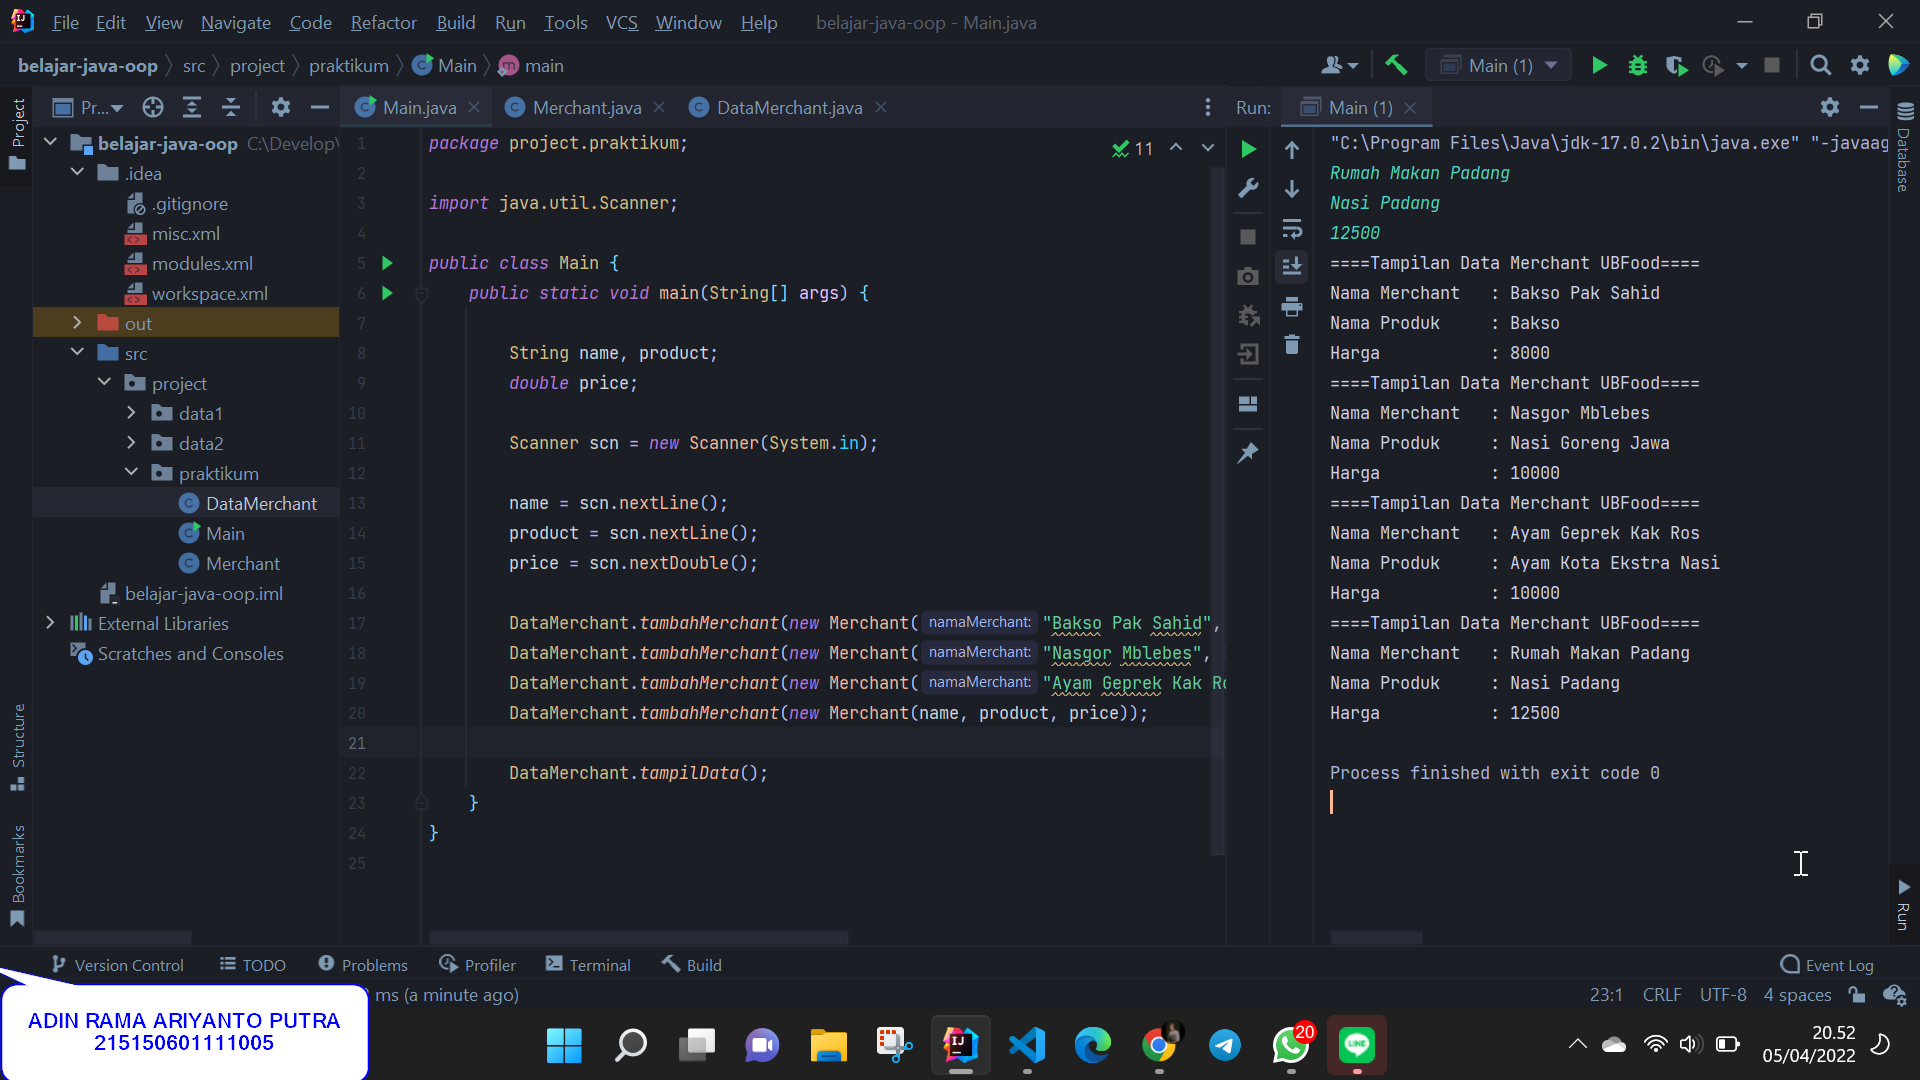 File Edit View Navigate Code Refactor Build Run Tools VCS Window Help belajar-java-oop - Main.java
belajar-java-oop src project praktikum Main main Main (1)
Project
Pr... Main.java Merchant.java DataMerchant.java Run: Main (1)
belajar-java-oop C:\Develop\
.idea
.gitignore
misc.xml
modules.xml
workspace.xml
out
src
project
data1
data2
praktikum
DataMerchant
Main
Merchant
belajar-java-oop.iml
External Libraries
Scratches and Consoles
Structure
Bookmarks
11
1 package project.praktikum;
2
3 import java.util.Scanner;
4
5 public class Main {
6 public static void main(String[] args) {
7
8 String name, product;
9 double price;
10
11 Scanner scn = new Scanner(System.in);
12
13 name = scn.nextLine();
14 product = scn.nextLine();
15 price = scn.nextDouble();
16
17 DataMerchant.tambahMerchant(new Merchant( namaMerchant: "Bakso Pak Sahid",
18 DataMerchant.tambahMerchant(new Merchant( namaMerchant: "Nasgor Mblebes",
19 DataMerchant.tambahMerchant(new Merchant( namaMerchant: "Ayam Geprek Kak Ro
20 DataMerchant.tambahMerchant(new Merchant(name, product, price));
21
22 DataMerchant.tampilData();
23 }
24 }
25
"C:\Program Files\Java\jdk-17.0.2\bin\java.exe" "-javaag
Rumah Makan Padang
Nasi Padang
12500
====Tampilan Data Merchant UBFood====
Nama Merchant : Bakso Pak Sahid
Nama Produk : Bakso
Harga : 8000
====Tampilan Data Merchant UBFood====
Nama Merchant : Nasgor Mblebes
Nama Produk : Nasi Goreng Jawa
Harga : 10000
====Tampilan Data Merchant UBFood====
Nama Merchant : Ayam Geprek Kak Ros
Nama Produk : Ayam Kota Ekstra Nasi
Harga : 10000
====Tampilan Data Merchant UBFood====
Nama Merchant : Rumah Makan Padang
Nama Produk : Nasi Padang
Harga : 12500
Process finished with exit code 0
Database
Run
Version Control TODO Problems Profiler Terminal Build Event Log
ms (a minute ago) 23:1 CRLF UTF-8 4 spaces
ADIN RAMA ARIYANTO PUTRA
215150601111005
IJ
20
LINE
20.52
05/04/2022